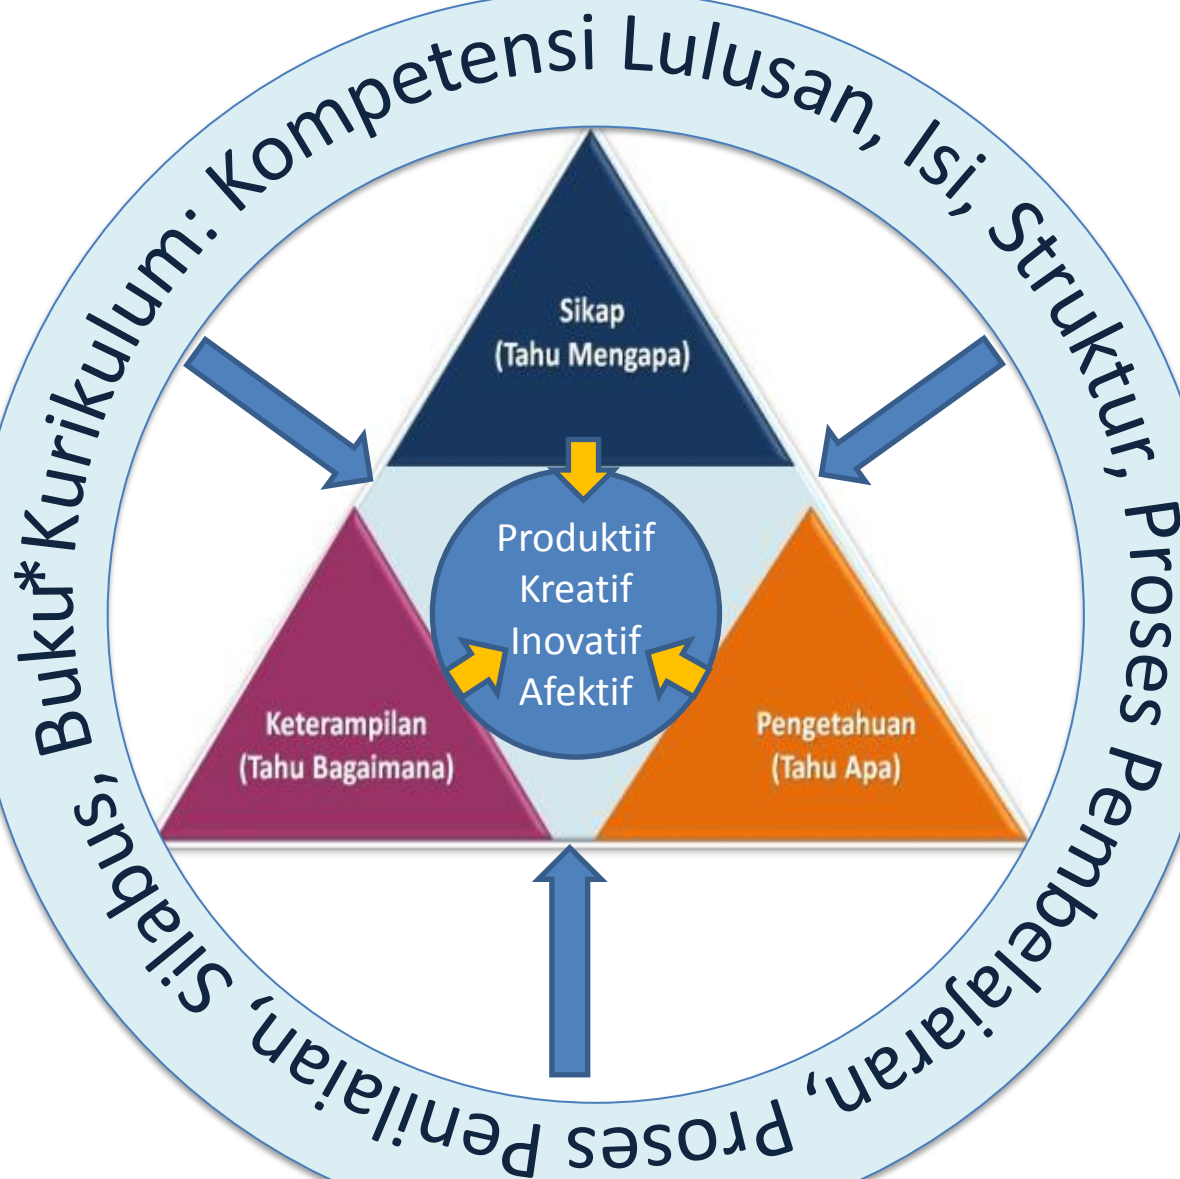 Kurikulum: Kompetensi Lulusan, Isi, Struktur, Proses Pembelajaran, Proses Penilaian, Silabus, Buku*
Sikap
(Tahu Mengapa)
Produktif
Kreatif
Inovatif
Afektif
Keterampilan
(Tahu Bagaimana)
Pengetahuan
(Tahu Apa)